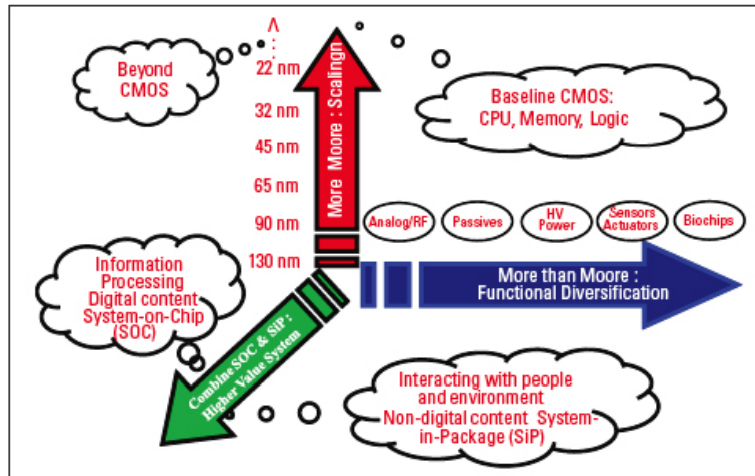 Beyond
CMOS
22 nm
32 nm
45 nm
65 nm
90 nm
130 nm
More Moore : Scalingn
Baseline CMOS:
CPU, Memory, Logic
Analog/RF
Passives
HV
Power
Sensors
Actuators
Biochips
More than Moore :
Functional Diversification
Information
Processing
Digital content
System-on-Chip
(SOC)
Combine SOC & SiP :
Higher Value System
Interacting with people
and environment
Non-digital content System-
in-Package (SiP)